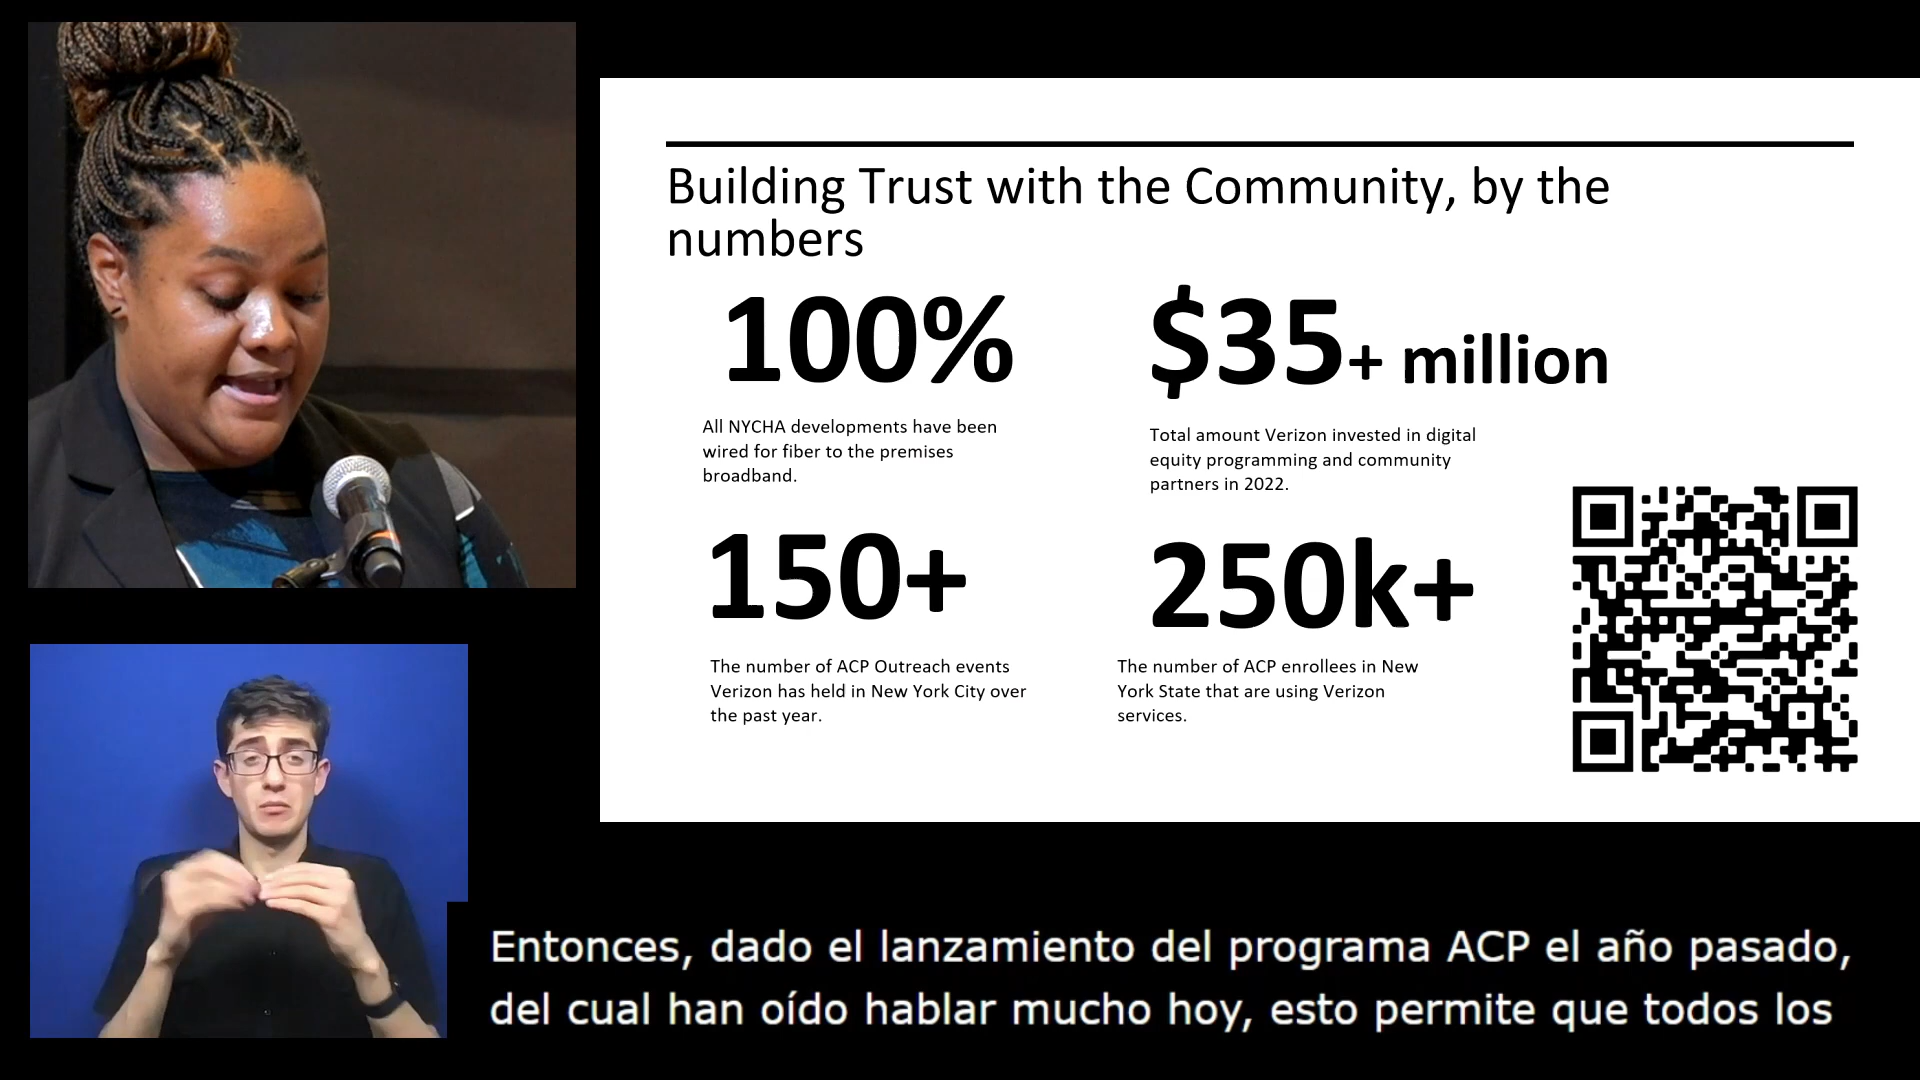 Building Trust with the Community, by the
numbers
100%
All NYCHA developments have been
wired for fiber to the premises
broadband.
$35+ million
Total amount Verizon invested in digital
equity programming and community
partners in 2022.
150+
The number of ACP Outreach events
Verizon has held in New York City over
the past year.
250k+
The number of ACP enrollees in New
York State that are using Verizon
services.
Entonces, dado el lanzamiento del programa ACP el año pasado,
del cual han oído hablar mucho hoy, esto permite que todos los